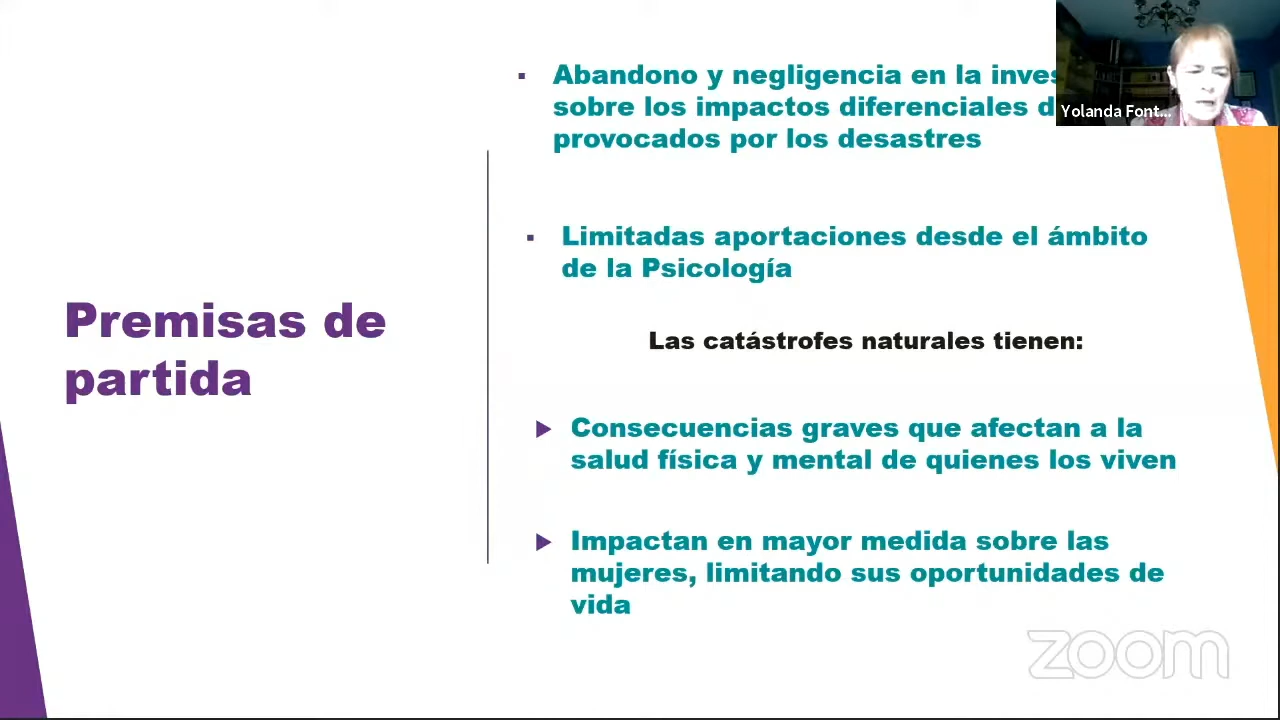 Abandono y negligencia en la
sobre los impactos diferenciales
provocados por los desastres
Yolanda Font...
Limitadas aportaciones desde el ámbito
de la Psicología
Premisas de
partida
Las catástrofes naturales tienen:
Consecuencias graves que afectan a la
salud física y mental de quienes los viven
Impactan en mayor medida sobre las
mujeres, limitando sus oportunidades de
vida
zoom